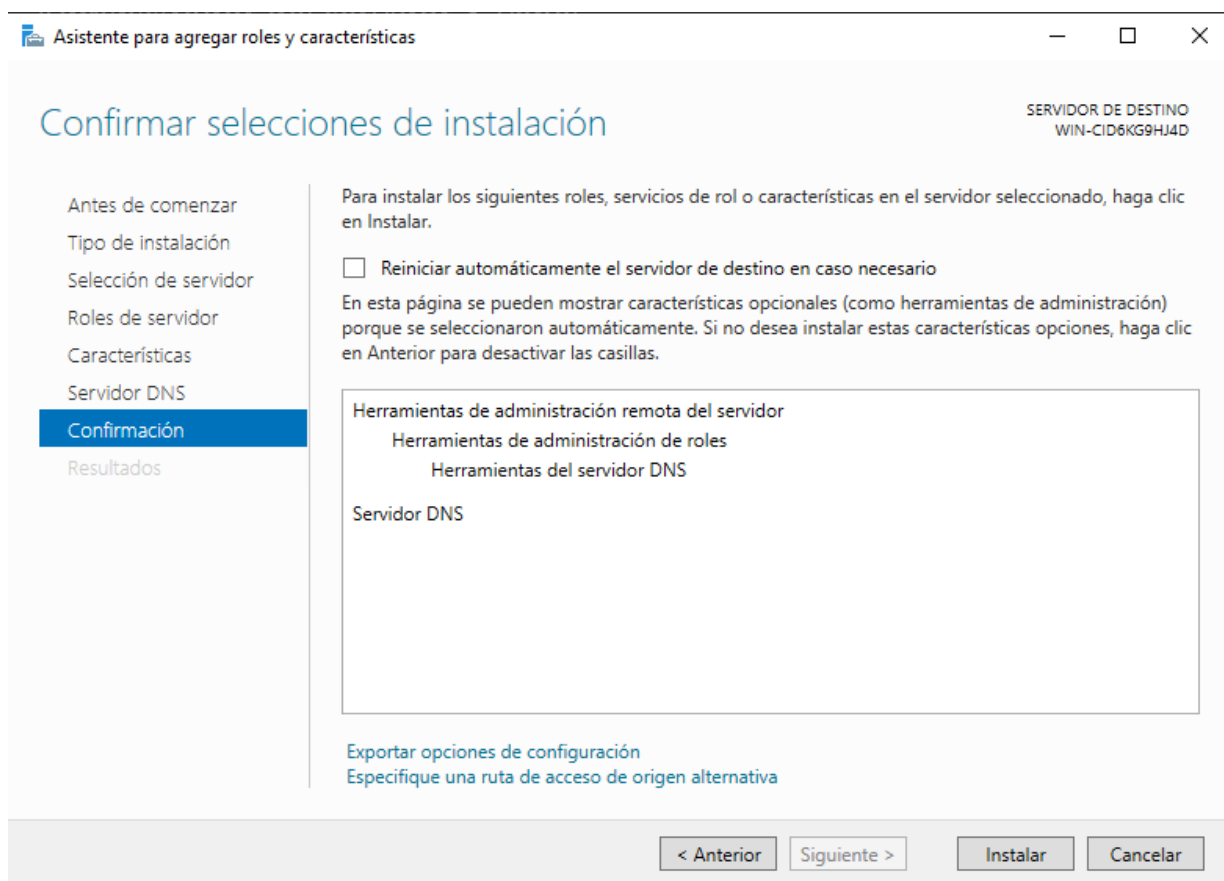 Asistente para agregar roles y características
Confirmar selecciones de instalación
SERVIDOR DE DESTINO
WIN-CID6KG9HJ4D
Antes de comenzar
Tipo de instalación
Selección de servidor
Roles de servidor
Características
Servidor DNS
Confirmación
Resultados
Para instalar los siguientes roles, servicios de rol o características en el servidor seleccionado, haga clic
en Instalar.
Reiniciar automáticamente el servidor de destino en caso necesario
En esta página se pueden mostrar características opcionales (como herramientas de administración)
porque se seleccionaron automáticamente. Si no desea instalar estas características opciones, haga clic
en Anterior para desactivar las casillas.
Herramientas de administración remota del servidor
Herramientas de administración de roles
Herramientas del servidor DNS
Servidor DNS
Exportar opciones de configuración
Especifique una ruta de acceso de origen alternativa
< Anterior
Siguiente >
Instalar
Cancelar